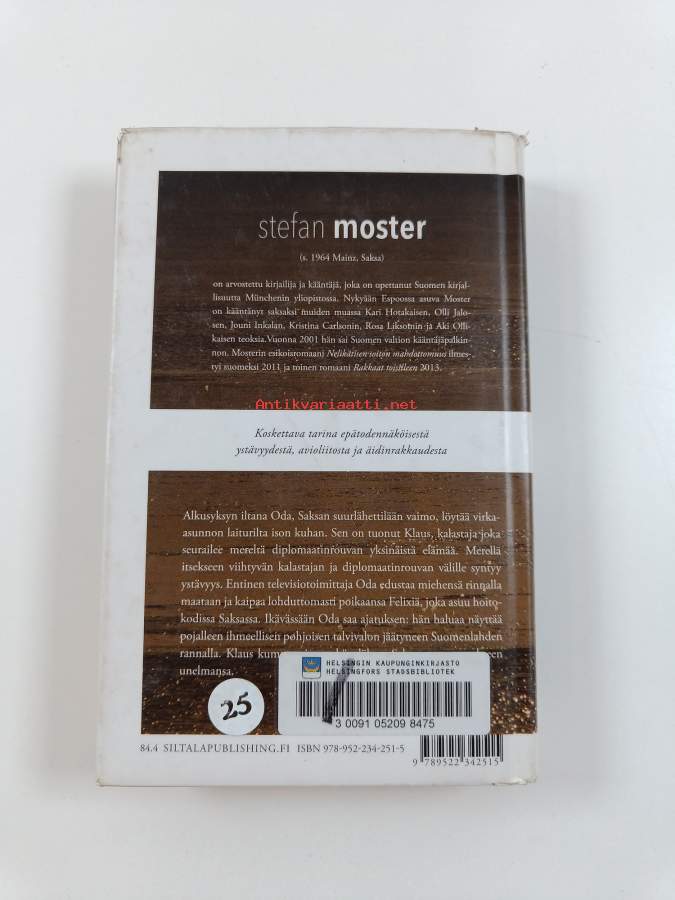 stefan moster
(s. 1964 Mainz, Saksa)
on arvostettu kirjailija ja kääntäjä, joka on opettanut Suomen kirjal-
lisuutta Münchenin yliopistossa. Nykyään Espoossa asuva Moster
on kääntänyt saksaksi muiden muassa Kari Hotakaisen, Olli Jalo-
sen, Jouni Inkalan, Kristina Carlsonin, Rosa Liksomin ja Aki Olli-
kaisen teoksia.Vuonna 2001 hän sai Suomen valtion kääntäjäpalkin-
non. Mosterin esikoisromaani Nelikätisen soiton mahdottomuus ilmes-
tyi suomeksi 2011 ja toinen romaani Rakkaat toisilleen 2013.
Antikvariaatti.net
Koskettava tarina epätodennäköisestä
ystävyydestä, avioliitosta ja äidinrakkaudesta
Alkusyksyn iltana Oda, Saksan suurlähettilään vaimo, löytää virka-
asunnon laiturilta ison kuhan. Sen on tuonut Klaus, kalastaja joka
seurailee mereltä diplomaatinrouvan yksinäistä elämää. Merellä
itsekseen viihtyvän kalastajan ja diplomaatinrouvan välille syntyy
ystävyys. Entinen televisiotoimittaja Oda edustaa miehensä rinnalla
maataan ja kaipaa lohduttomasti poikaansa Felixiä, joka asuu hoito-
kodissa Saksassa. Ikävässään Oda saa ajatuksen: hän haluaa näyttää
pojalleen ihmeellisen pohjoisen talvivalon jäätyneen Suomenlahden
rannalla. Klaus
unelmansa.
HELSINGIN KAUPUNGINKIRJASTO
HELSINGFORS STADSBIBLIOTEK
3 0091 05209 8475
25
84.4 SILTALAPUBLISHING.FI ISBN 978-952-234-251-5
9 789522 342515